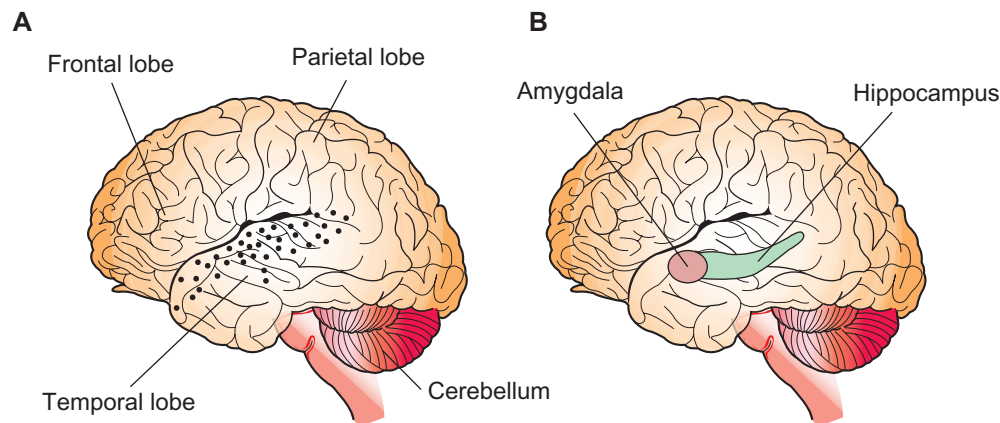 A
Frontal lobe
Parietal lobe
Temporal lobe
Cerebellum
B
Amygdala
Hippocampus